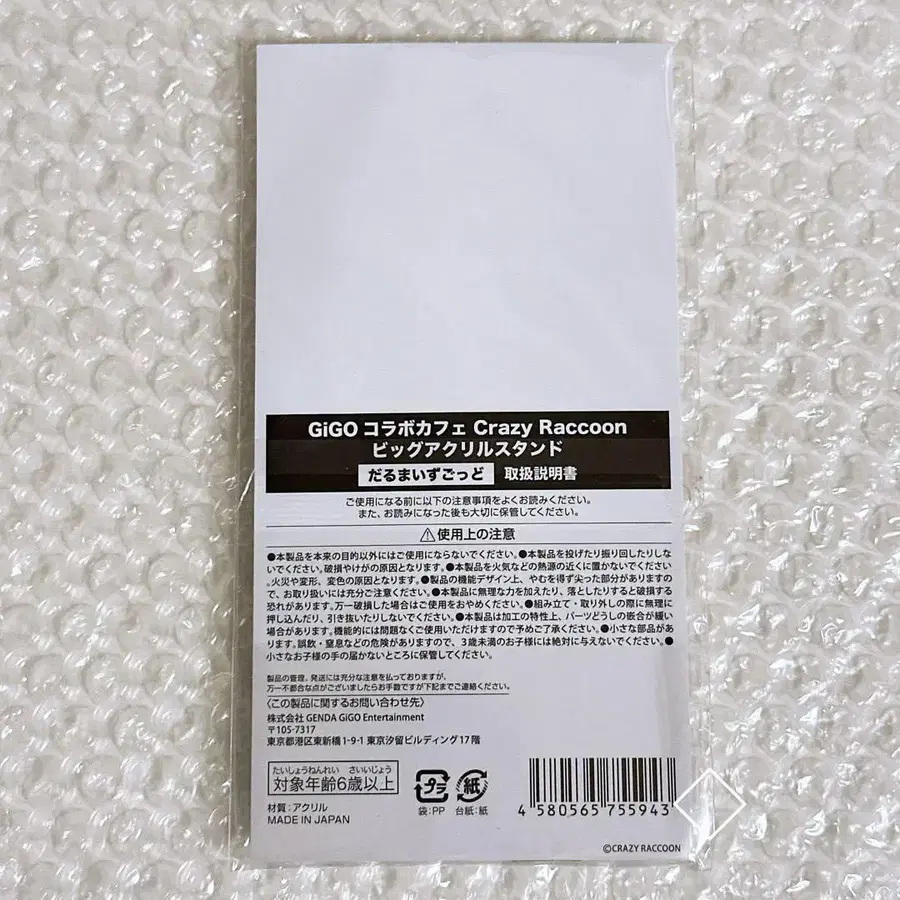 GiGO コラボカフェ Crazy Raccoon
ビッグアクリルスタンド
だるまいずごっど 取扱説明書
ご使用になる前に以下の注意事項をよくお読みください。
また、お読みになった後も大切に保管してください。
⚠使用上の注意
●本製品を本来の目的以外にはご使用にならないでください。●本製品を投げたり振り回したりしな
いでください。破損やけがの原因となります。●本製品を火気などの熱源の近くに置かないでください
。火災や変形、変色の原因となります。●製品の機能デザイン上、やむを得ず尖った部分がありますの
で、お取り扱いには充分ご注意ください。●本製品に無理な力を加えたり、落としたりすると破損する
恐れがあります。万一破損した場合はご使用をおやめください。●組み立て・取り外しの際に無理に
押し込んだり、引き抜いたりしないでください。●本製品は加工の特性上、パーツどうしの嵌合が緩い
場合があります。機能的には問題なくご使用いただけますので予めご了承ください。●小さな部品があ
ります。誤飲・窒息などの危険がありますので、3歳未満のお子様には絶対に与えないでください。●
小さなお子様の手の届かないところに保管してください。
製品の管理、発送には充分な注意を払っておりますが、
万一不都合な点がございましたらお手数ですが下記までご連絡ください。
〈この製品に関するお問い合わせ先〉
株式会社 GENDA GiGO Entertainment
〒105-7317
東京都港区東新橋1-9-1 東京汐留ビルディング17階
たいしょうねんれい さいいじょう
対象年齢6歳以上
プラ
紙
袋:PP 台紙:紙
材質:アクリル
MADE IN JAPAN
4 580565 755943
©CRAZY RACCOON